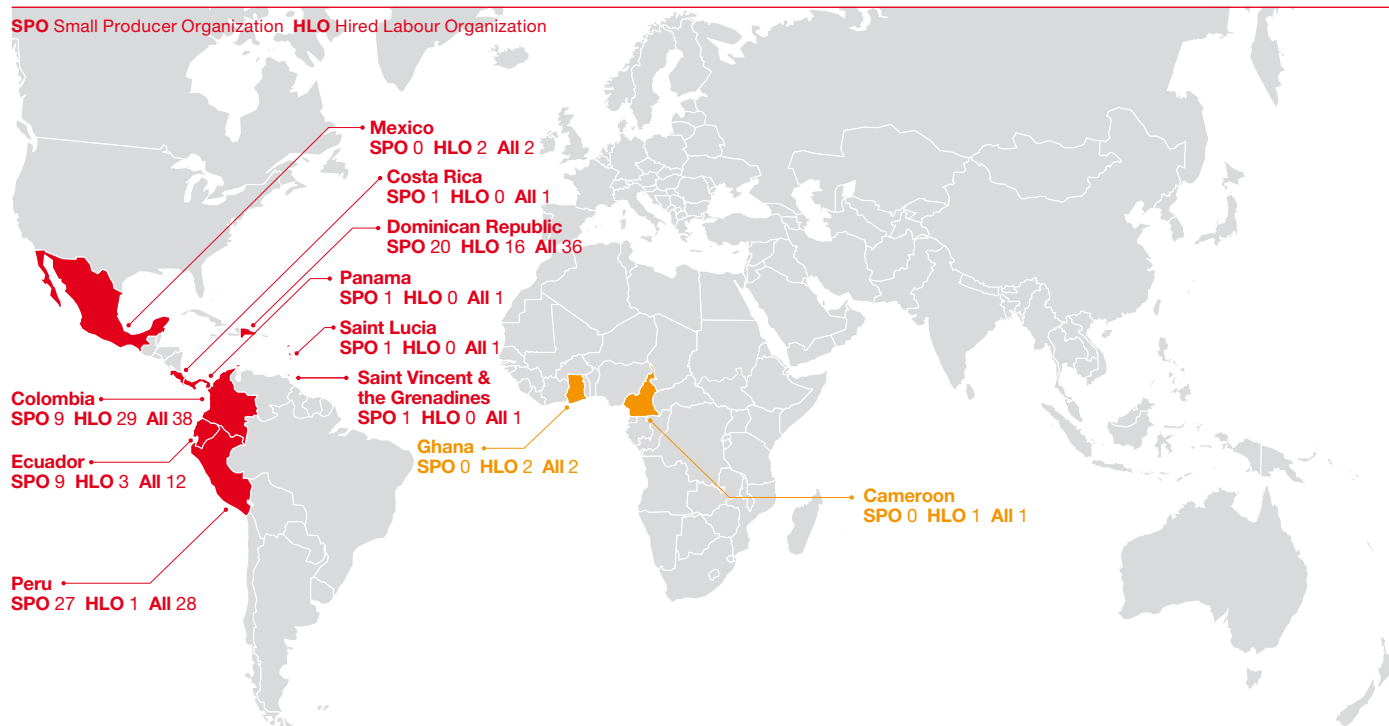 SPO Small Producer Organization HLO Hired Labour Organization
Mexico
SPO 0 HLO 2 All 2
Costa Rica
SPO 1 HLO 0 All 1
Dominican Republic
SPO 20 HLO 16 All 36
Panama
SPO 1 HLO 0 All 1
Saint Lucia
SPO 1 HLO 0 All 1
Saint Vincent &
the Grenadines
SPO 1 HLO 0 All 1
Colombia
SPO 9 HLO 29 All 38
Ecuador
SPO 9 HLO 3 All 12
Peru
SPO 27 HLO 1 All 28
Ghana
SPO 0 HLO 2 All 2
Cameroon
SPO 0 HLO 1 All 1